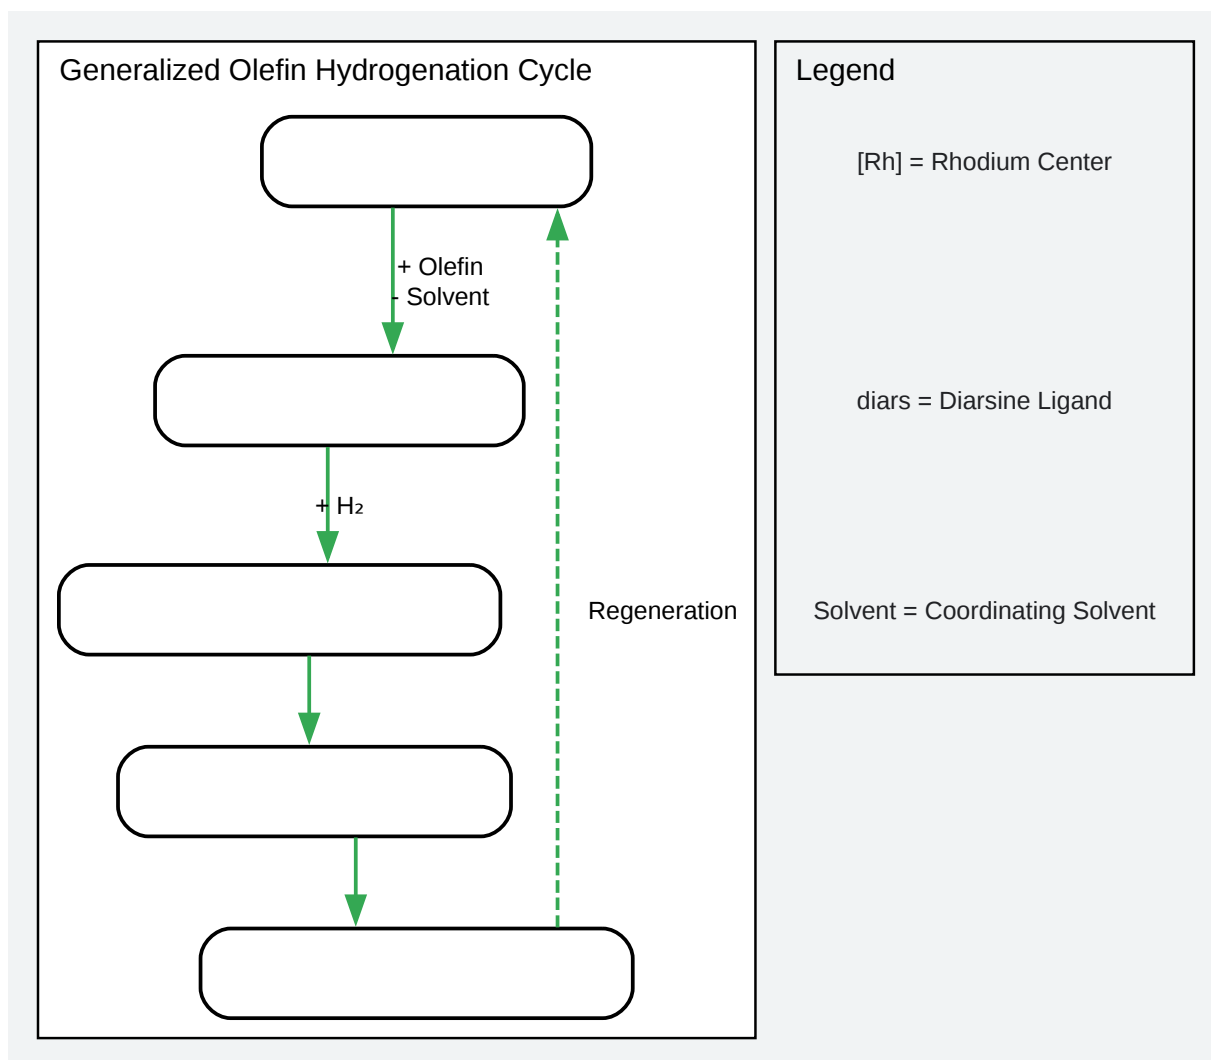 Generalized Olefin Hydrogenation Cycle
+ Olefin
- Solvent
+ H₂
Regeneration
Legend
[Rh] = Rhodium Center
diars = Diarsine Ligand
Solvent = Coordinating Solvent